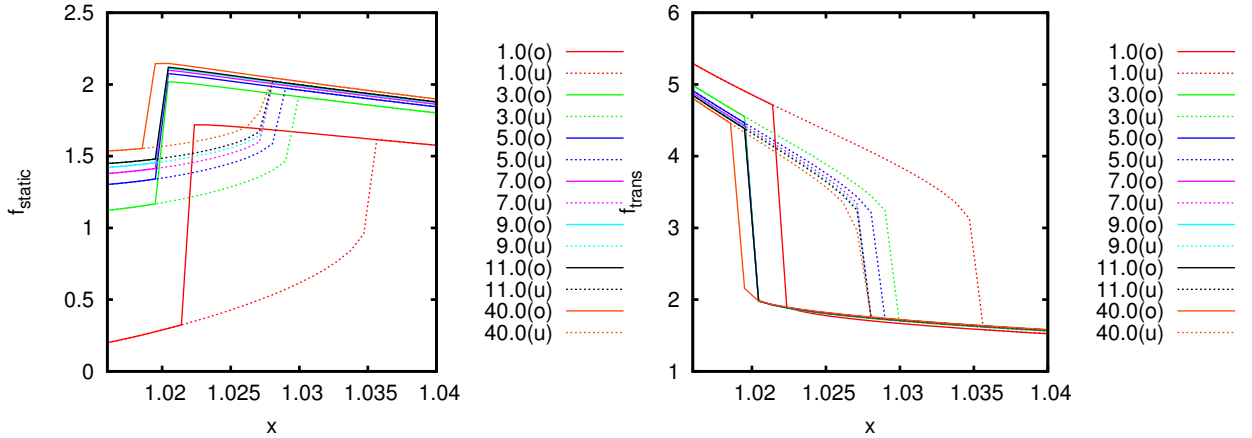 2.5
2
1.5
1
0.5
0
f_static
1.02
1.025
1.03
1.035
1.04
x
1.0(o)
1.0(u)
3.0(o)
3.0(u)
5.0(o)
5.0(u)
7.0(o)
7.0(u)
9.0(o)
9.0(u)
11.0(o)
11.0(u)
40.0(o)
40.0(u)
6
5
4
3
2
1
f_trans
1.02
1.025
1.03
1.035
1.04
x
1.0(o)
1.0(u)
3.0(o)
3.0(u)
5.0(o)
5.0(u)
7.0(o)
7.0(u)
9.0(o)
9.0(u)
11.0(o)
11.0(u)
40.0(o)
40.0(u)